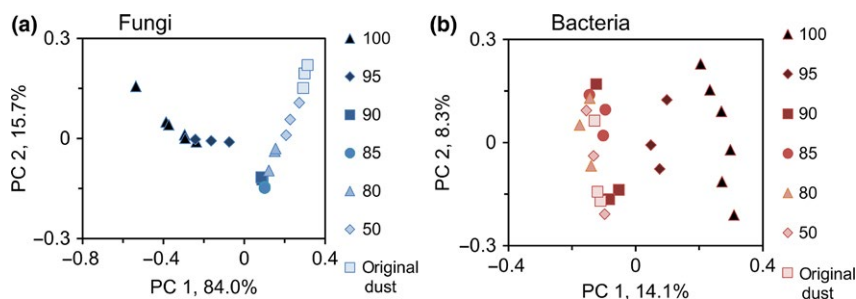 (a) Fungi
0.3
0
−0.3
−0.8
−0.4
0
0.4
PC 2, 15.7%
PC 1, 84.0%
100
95
90
85
80
50
Original
dust
(b) Bacteria
0.3
0
−0.3
−0.4
0
0.4
PC 2, 8.3%
PC 1, 14.1%
100
95
90
85
80
50
Original
dust